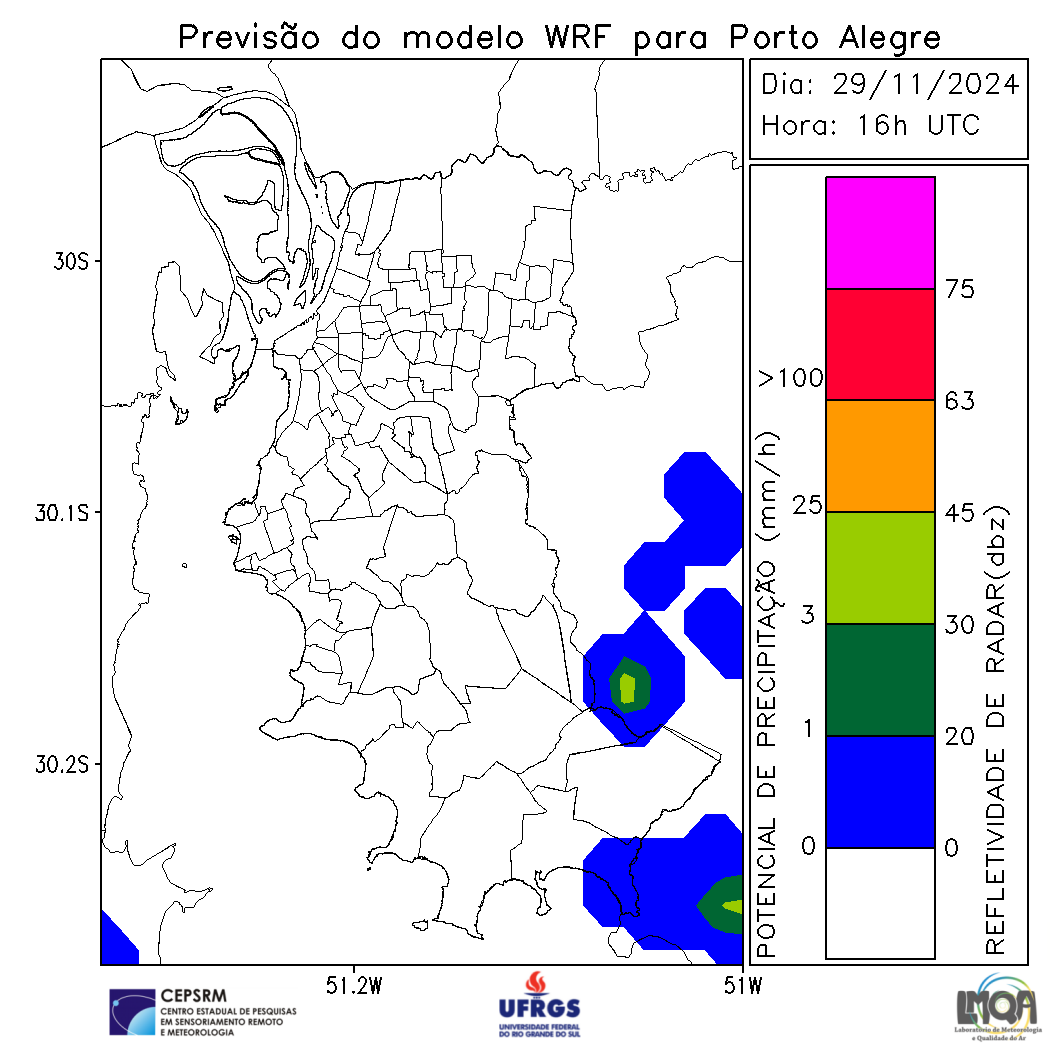 Previsão do modelo WRF para Porto Alegre
Dia: 29/11/2024
Hora: 16h UTC
30S
30.1S
30.2S
51.2W
51W
POTENCIAL DE PRECIPITAÇÃO (mm/h)
>100
25
3
1
0
75
63
45
30
20
0
REFLETIVIDADE DE RADAR(dbz)
CEPSRM
CENTRO ESTADUAL DE PESQUISAS
EM SENSORIAMENTO REMOTO
E METEOROLOGIA
UFRGS
UNIVERSIDADE FEDERAL
DO RIO GRANDE DO SUL
LMQA
Laboratório de Meteorologia
e Qualidade do Ar